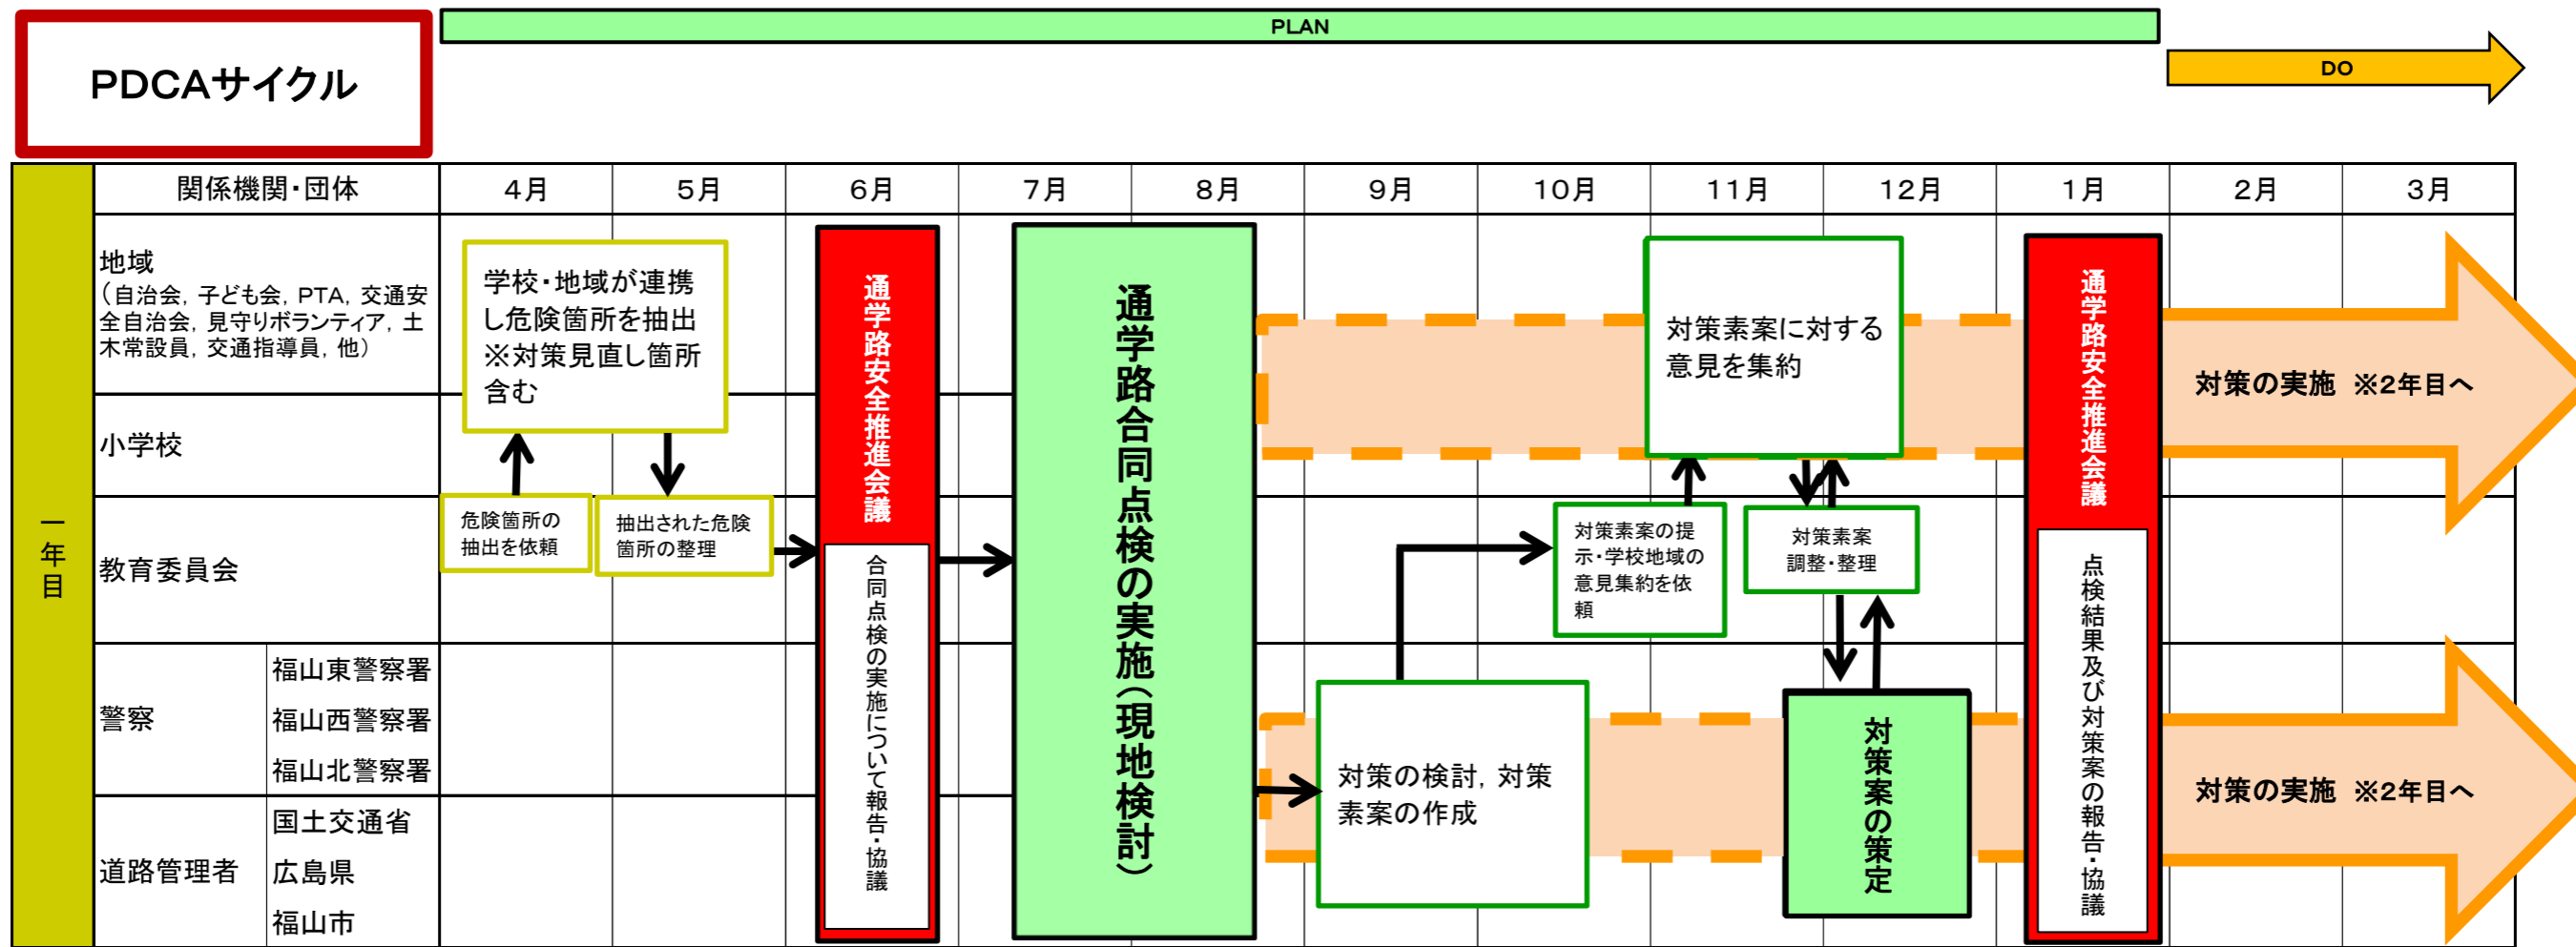 PLAN
PDCAサイクル
DO
関係機関・団体
4月
5月
6月
7月
8月
9月
10月
11月
12月
1月
2月
3月
一年目
地域
（自治会，子ども会，PTA，交通安
全自治会，見守りボランティア，土
木常設員，交通指導員，他）
小学校
教育委員会
警察
福山東警察署
福山西警察署
福山北警察署
道路管理者
国土交通省
広島県
福山市
学校・地域が連携
し危険箇所を抽出
※対策見直し箇所
含む
危険箇所の
抽出を依頼
抽出された危険
箇所の整理
通学路安全推進会議
合同点検の実施について報告・協議
通学路合同点検の実施（現地検討）
対策の検討，対策
素案の作成
対策素案の提
示・学校地域の
意見集約を依
頼
対策素案に対する
意見を集約
対策素案
調整・整理
対策案の策定
通学路安全推進会議
点検結果及び対策案の報告・協議
対策の実施 ※2年目へ
対策の実施 ※2年目へ